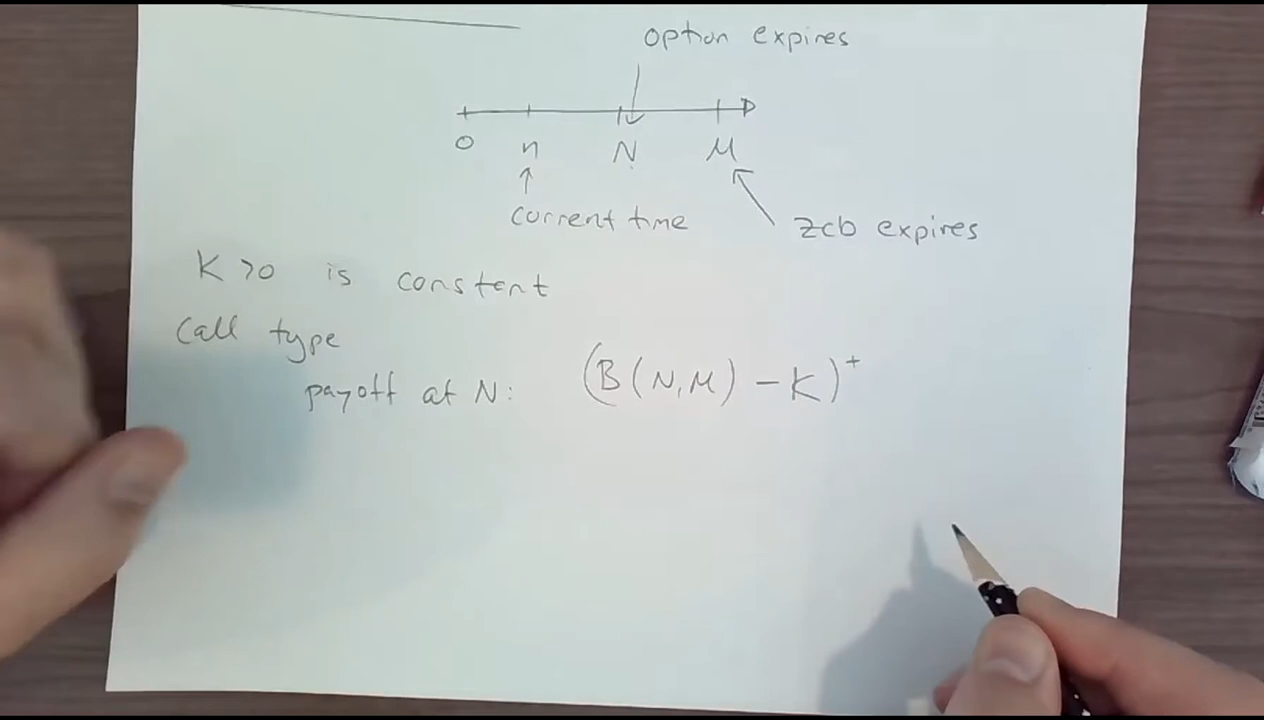 option expires
0 n N M
current time
zcb expires
K > 0 is constant
Call type
payoff at N: (B(N,M) - K)⁺